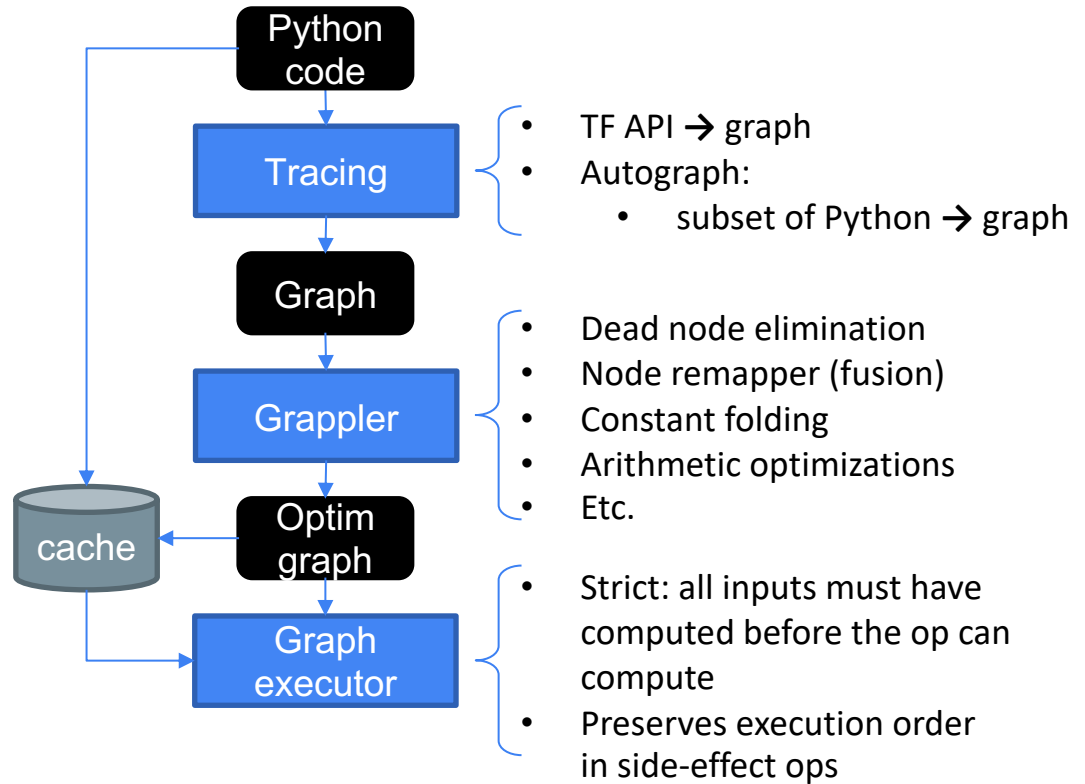 Python
code
Tracing
• TF API → graph
• Autograph:
• subset of Python → graph
Graph
Grappler
• Dead node elimination
• Node remapper (fusion)
• Constant folding
• Arithmetic optimizations
• Etc.
cache
Optim
graph
Graph
executor
• Strict: all inputs must have
computed before the op can
compute
• Preserves execution order
in side-effect ops